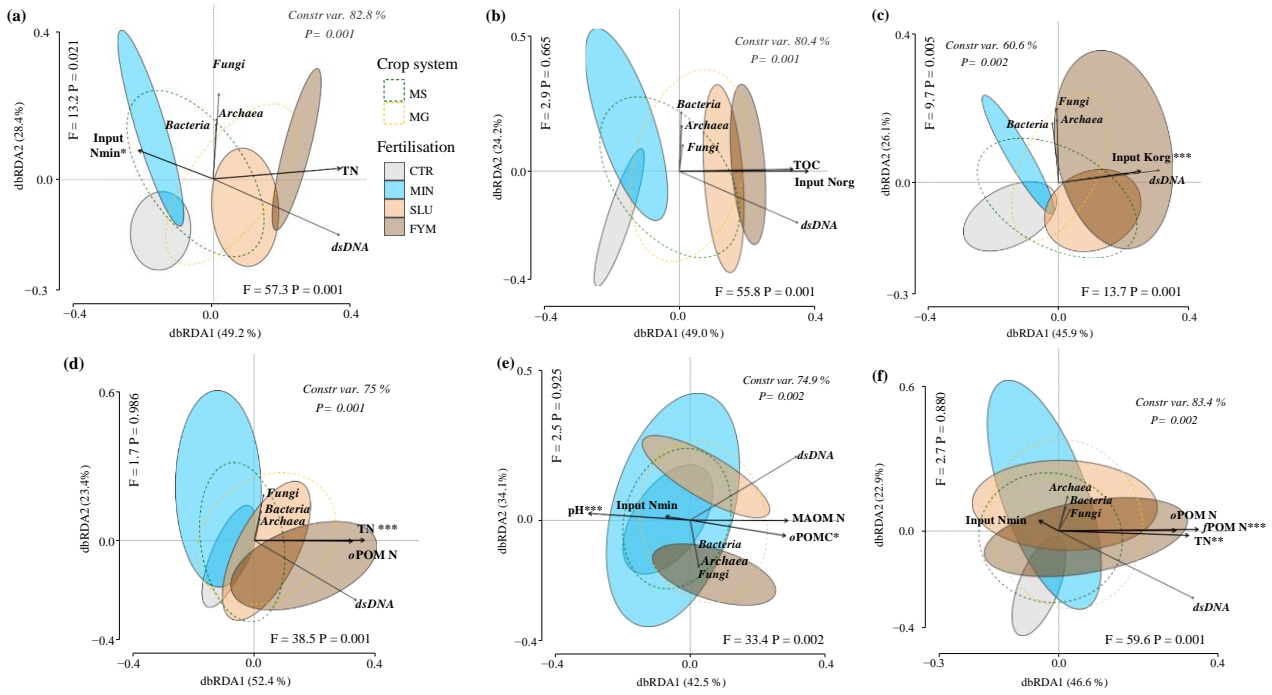 (a)
Constr var. 82.8 %
P= 0.001
0.4
0.0
−0.3
F = 13.2 P = 0.021
dbRDA2 (28.4%)
Fungi
Archaea
Bacteria
Input
Nmin*
TN
dsDNA
F = 57.3 P = 0.001
−0.4
0.0
0.4
dbRDA1 (49.2 %)
Crop system
MS
MG
Fertilisation
CTR
MIN
SLU
FYM
(b)
Constr var. 80.4 %
P= 0.001
0.5
0.0
−0.4
F = 2.9 P = 0.665
dbRDA2 (24.2%)
Bacteria
Archaea
Fungi
TOC
Input Norg
dsDNA
F = 55.8 P = 0.001
−0.4
0.0
0.4
dbRDA1 (49.0 %)
(c)
Constr var. 60.6 %
P= 0.002
0.4
0.0
−0.3
F = 9.7 P = 0.005
dbRDA2 (26.1%)
Fungi
Bacteria
Archaea
Input Korg ***
dsDNA
F = 13.7 P = 0.001
−0.4
0.0
0.4
dbRDA1 (45.9 %)
(d)
Constr var. 75 %
P= 0.001
0.6
0.0
−0.4
F = 1.7 P = 0.986
dbRDA2 (23.4%)
Fungi
Bacteria
Archaea
TN ***
oPOM N
dsDNA
F = 38.5 P = 0.001
−0.4
0.0
0.4
dbRDA1 (52.4 %)
(e)
Constr var. 74.9 %
P= 0.002
0.4
0.0
−0.4
F = 2.5 P = 0.925
dbRDA2 (34.1%)
dsDNA
pH***
Input Nmin
MAOM N
oPOMC*
Bacteria
Archaea
Fungi
F = 33.4 P = 0.002
−0.4
0.0
0.4
dbRDA1 (42.5 %)
(f)
Constr var. 83.4 %
P= 0.002
0.6
0.0
−0.4
F = 2.7 P = 0.880
dbRDA2 (22.9%)
Archaea
Bacteria
Fungi
Input Nmin
oPOM N
fPOM N***
TN**
dsDNA
F = 59.6 P = 0.001
−0.3
0.0
0.4
dbRDA1 (46.6 %)